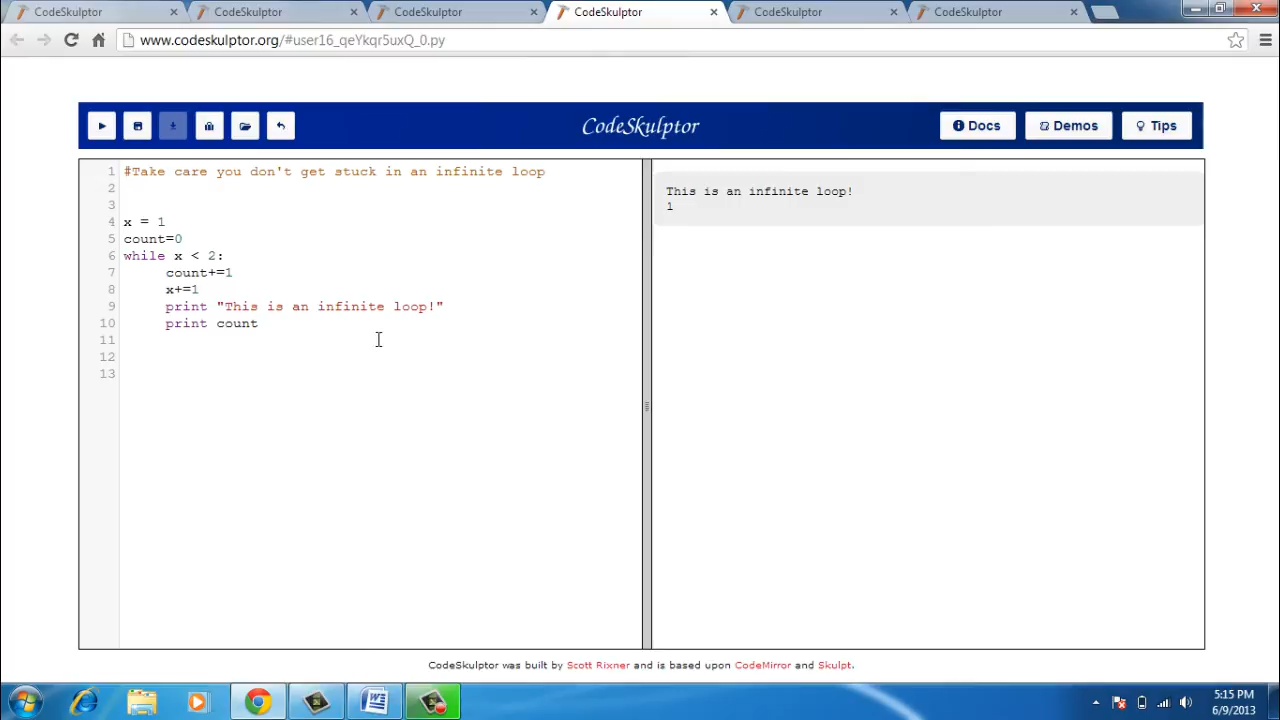 CodeSkulptor CodeSkulptor CodeSkulptor CodeSkulptor CodeSkulptor CodeSkulptor
www.codeskulptor.org/#user16_qeYkqr5uxQ_0.py
CodeSkulptor Docs Demos Tips
1 #Take care you don't get stuck in an infinite loop
2
3
4 x = 1
5 count=0
6 while x < 2:
7 count+=1
8 x+=1
9 print "This is an infinite loop!"
10 print count
11
12
13
This is an infinite loop!
1
CodeSkulptor was built by Scott Rixner and is based upon CodeMirror and Skulpt.
5:15 PM
6/9/2013